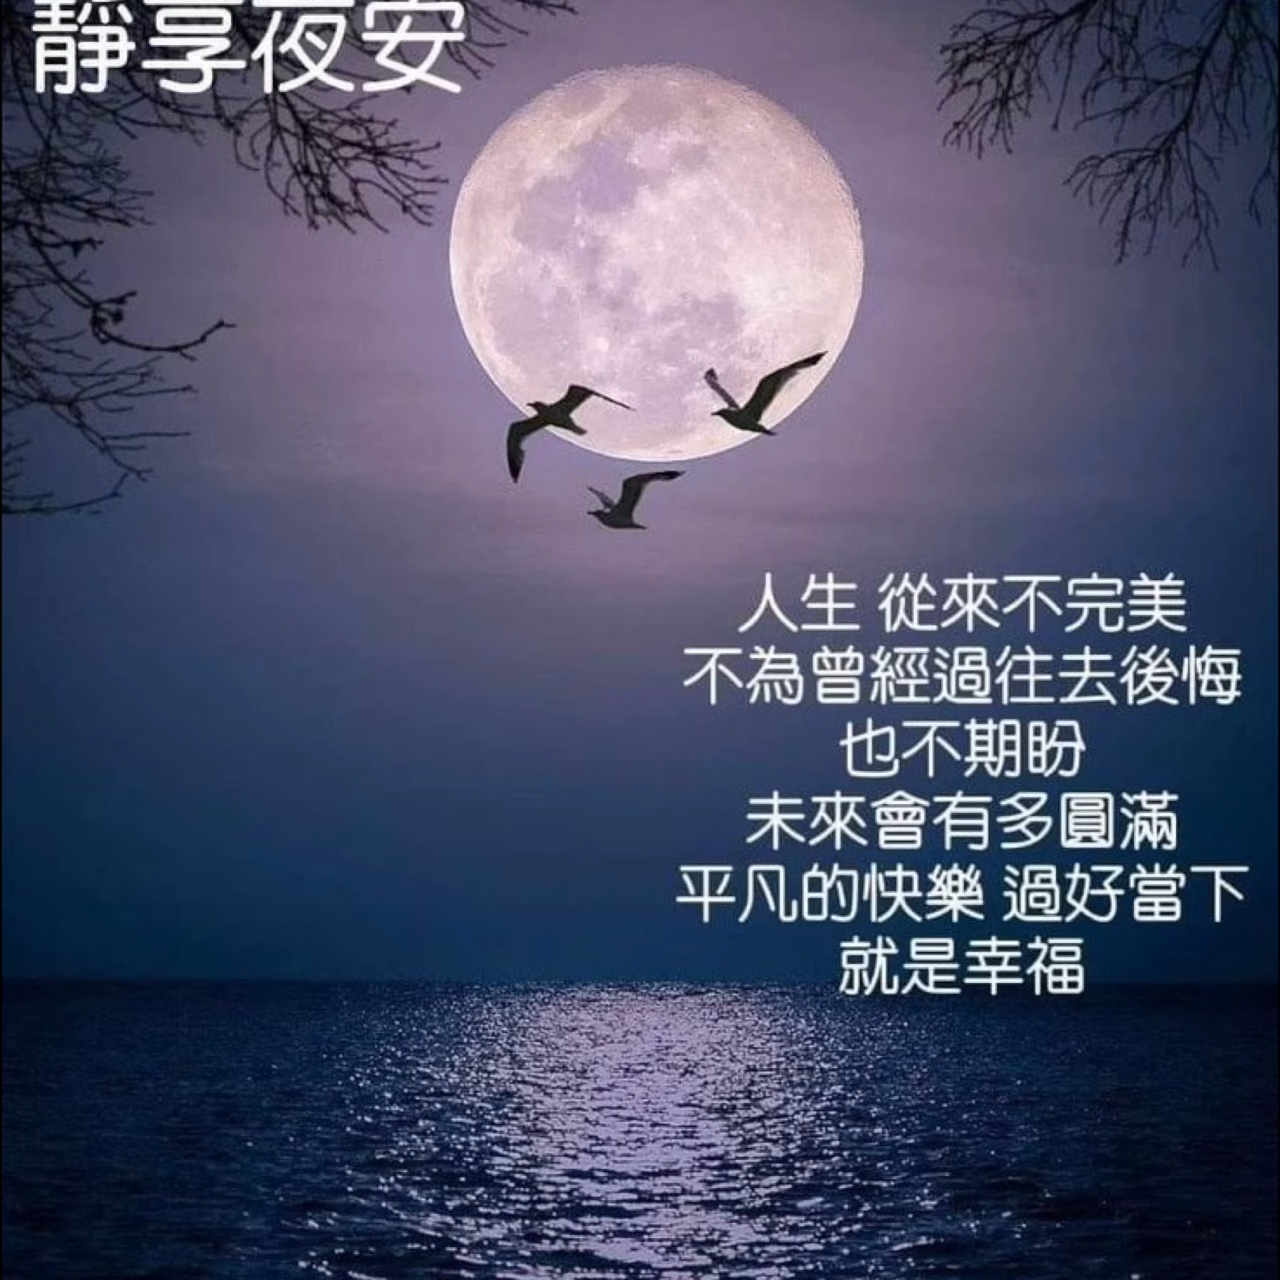 靜享夜安
人生 從來不完美
不為曾經過往去後悔
也不期盼
未來會有多圓滿
平凡的快樂 過好當下
就是幸福